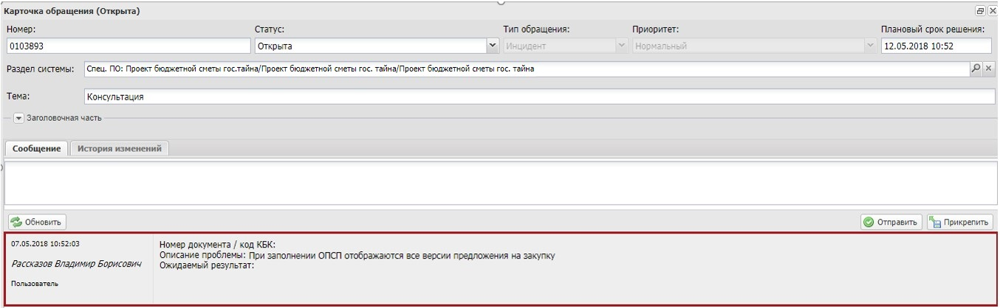 Карточка обращения (Открыта)
Номер: Статус: Тип обращения: Приоритет: Плановый срок решения:
0103893 Открыта Инцидент Нормальный 12.05.2018 10:52
Раздел системы: Спец. ПО: Проект бюджетной сметы гос.тайна/Проект бюджетной сметы гос. тайна/Проект бюджетной сметы гос. тайна
Тема: Консультация
Заголовочная часть
Сообщение История изменений
Обновить Отправить Прикрепить
07.05.2018 10:52:03 Номер документа / код КБК:
Описание проблемы: При заполнении ОПСП отображаются все версии предложения на закупку
Рассказов Владимир Борисович Ожидаемый результат:
Пользователь